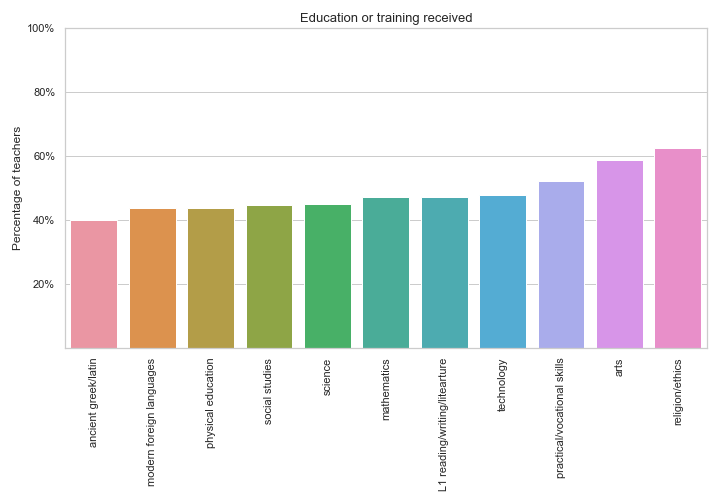 Education or training received
100%
80%
60%
40%
20%
Percentage of teachers
ancient greek/latin
modern foreign languages
physical education
social studies
science
mathematics
L1 reading/writing/litearture
technology
practical/vocational skills
arts
religion/ethics